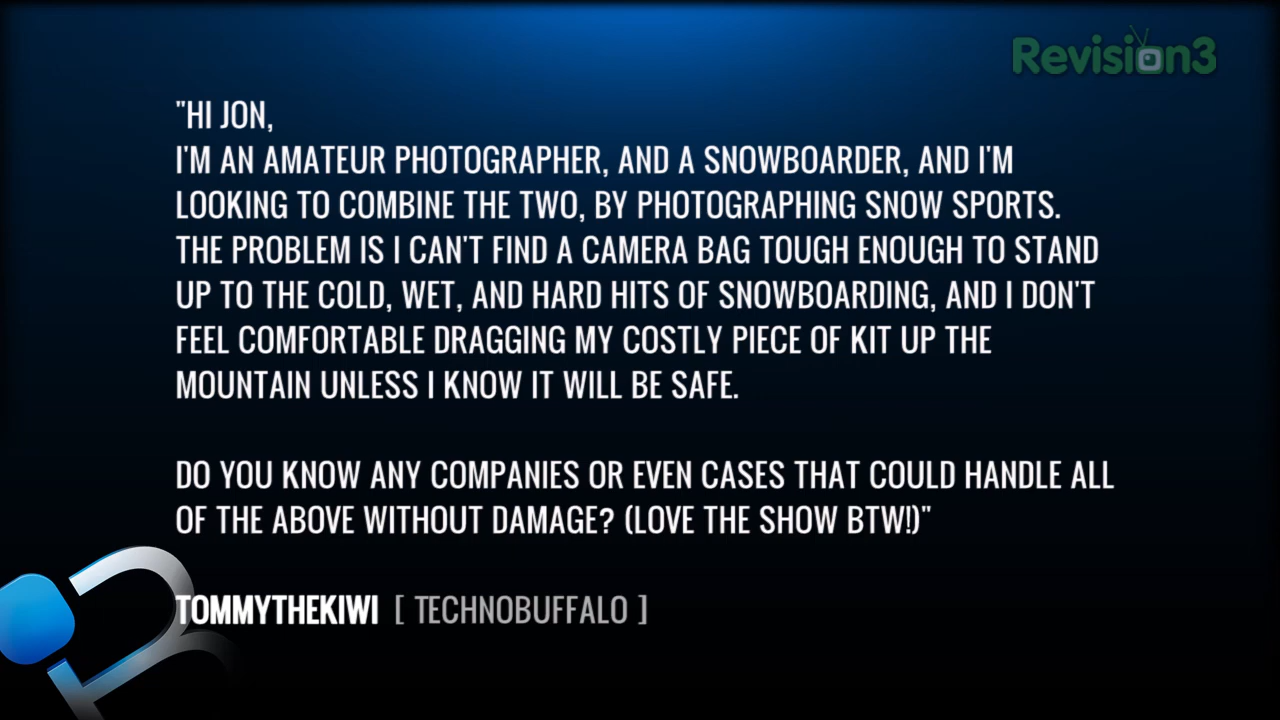 Revision3
"HI JON,
I'M AN AMATEUR PHOTOGRAPHER, AND A SNOWBOARDER, AND I'M
LOOKING TO COMBINE THE TWO, BY PHOTOGRAPHING SNOW SPORTS.
THE PROBLEM IS I CAN'T FIND A CAMERA BAG TOUGH ENOUGH TO STAND
UP TO THE COLD, WET, AND HARD HITS OF SNOWBOARDING, AND I DON'T
FEEL COMFORTABLE DRAGGING MY COSTLY PIECE OF KIT UP THE
MOUNTAIN UNLESS I KNOW IT WILL BE SAFE.
DO YOU KNOW ANY COMPANIES OR EVEN CASES THAT COULD HANDLE ALL
OF THE ABOVE WITHOUT DAMAGE? (LOVE THE SHOW BTW!)"
TOMMYTHEKIWI [ TECHNOBUFFALO ]